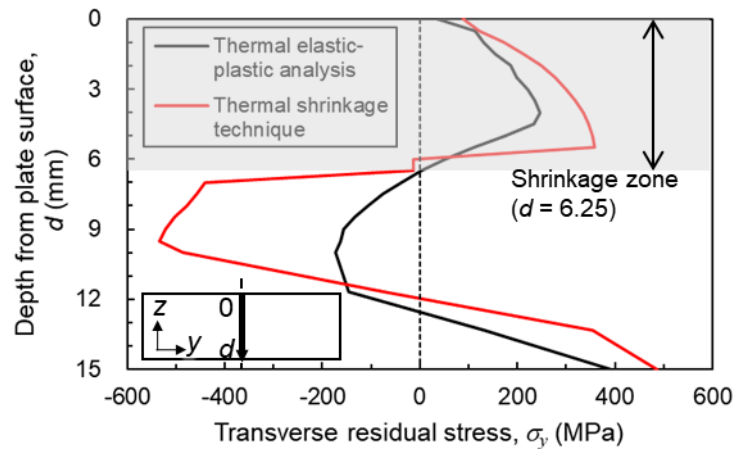 Depth from plate surface,
d (mm)
0
3
6
9
12
15
Thermal elastic-
plastic analysis
Thermal shrinkage
technique
Shrinkage zone
(d = 6.25)
z
y
0
d
-600
-400
-200
0
200
400
600
Transverse residual stress, σy (MPa)